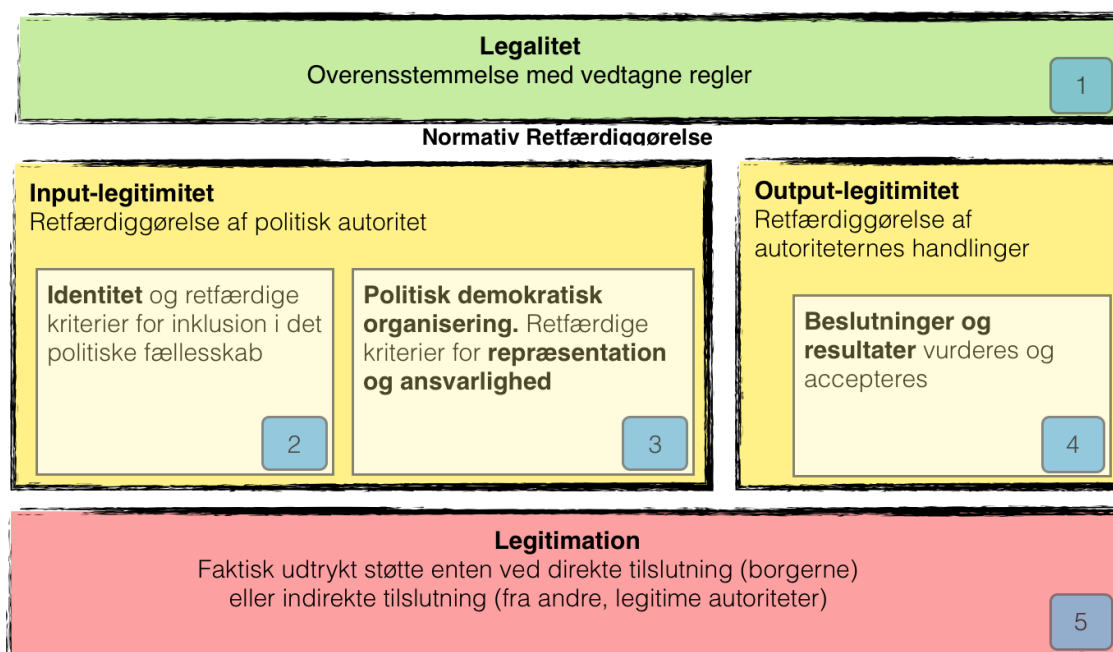 Legalitet
Overensstemmelse med vedtagne regler
1
Normativ Retfærdiggørelse
Input-legitimitet
Retfærdiggørelse af politisk autoritet
Identitet og retfærdige
kriterier for inklusion i det
politiske fællesskab
2
Politisk demokratisk
organisering. Retfærdige
kriterier for repræsentation
og ansvarlighed
3
Output-legitimitet
Retfærdiggørelse af
autoriteternes handlinger
Beslutninger og
resultater vurderes og
accepteres
4
Legitimation
Faktisk udtrykt støtte enten ved direkte tilslutning (borgerne)
eller indirekte tilslutning (fra andre, legitime autoriteter)
5